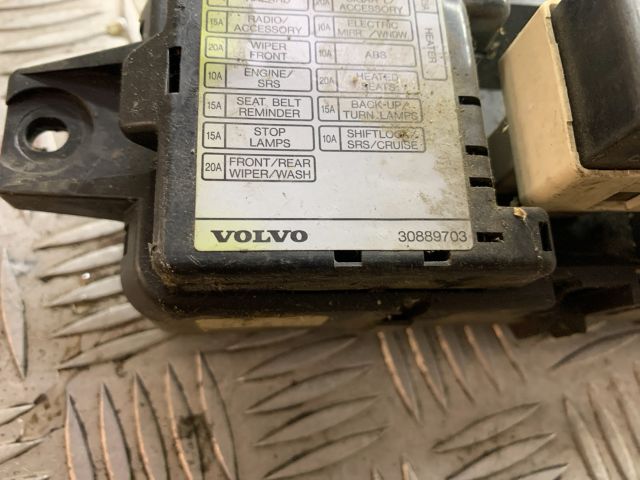 15A RADIO/ ACCESSORY 10A ELECTRIC MIRR./WNDW.
20A WIPER FRONT 10A ABS
10A ENGINE/ SRS 20A HEATED SEATS
15A SEAT BELT REMINDER 15A BACK-UP/ TURN LAMPS
15A STOP LAMPS 10A SHIFTLOCK/ SRS/CRUISE
20A FRONT/REAR WIPER/WASH
HEATER
VOLVO 30889703